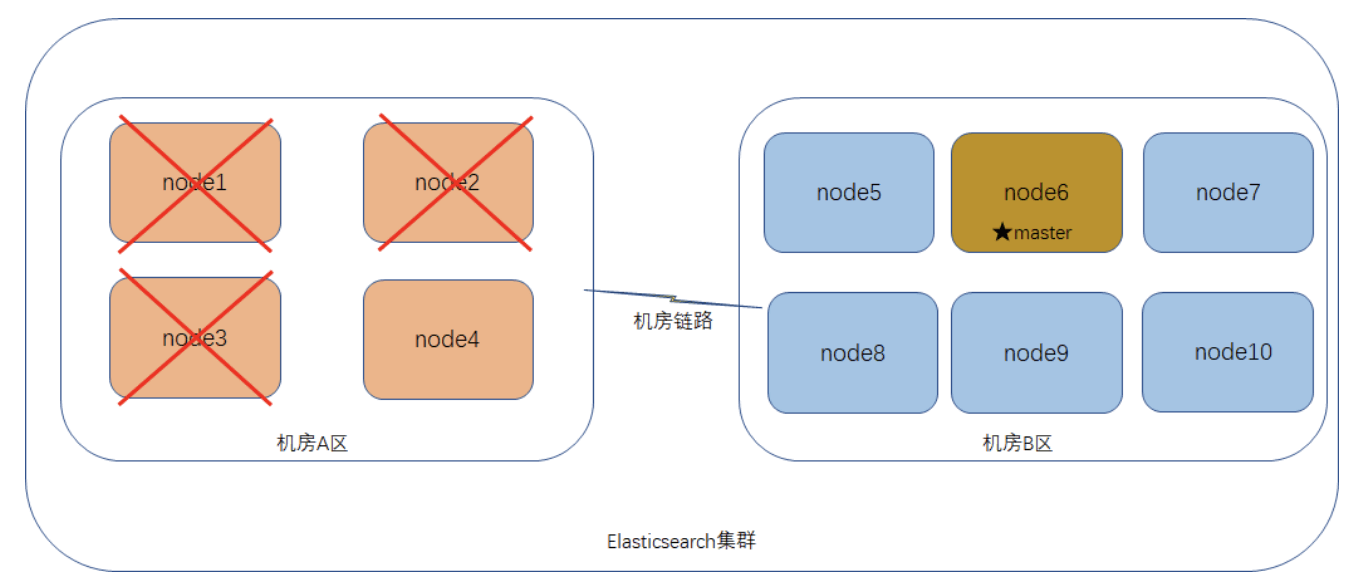 node1
node2
node3
node4
机房A区
机房链路
node5
node6
★master
node7
node8
node9
node10
机房B区
Elasticsearch集群